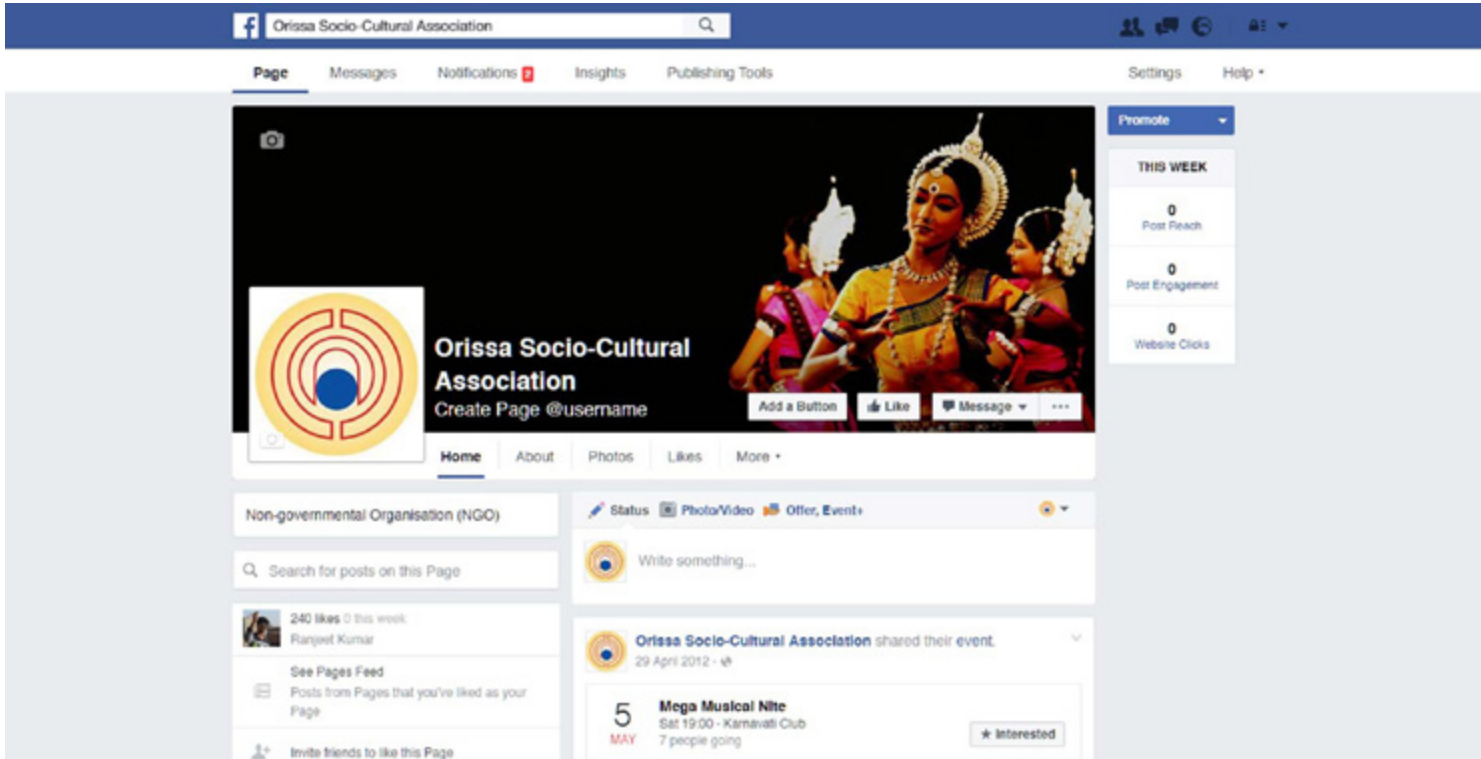 Orissa Socio-Cultural Association
Page Messages Notifications 2 Insights Publishing Tools Settings Help
Promote
THIS WEEK
0
Post Reach
0
Post Engagement
0
Website Clicks
Orissa Socio-Cultural
Association
Create Page @username
Add a Button Like Message ...
Home About Photos Likes More
Non-governmental Organisation (NGO)
Search for posts on this Page
240 likes 0 this week
Ranjeet Kumar
See Pages Feed
Posts from Pages that you've liked as your
Page
Invite friends to like this Page
Status Photo/Video Offer, Event+
Write something...
Orissa Socio-Cultural Association shared their event.
29 April 2012 -
5
MAY
Mega Musical Nite
Sat 19:00 - Karnavati Club
7 people going
Interested